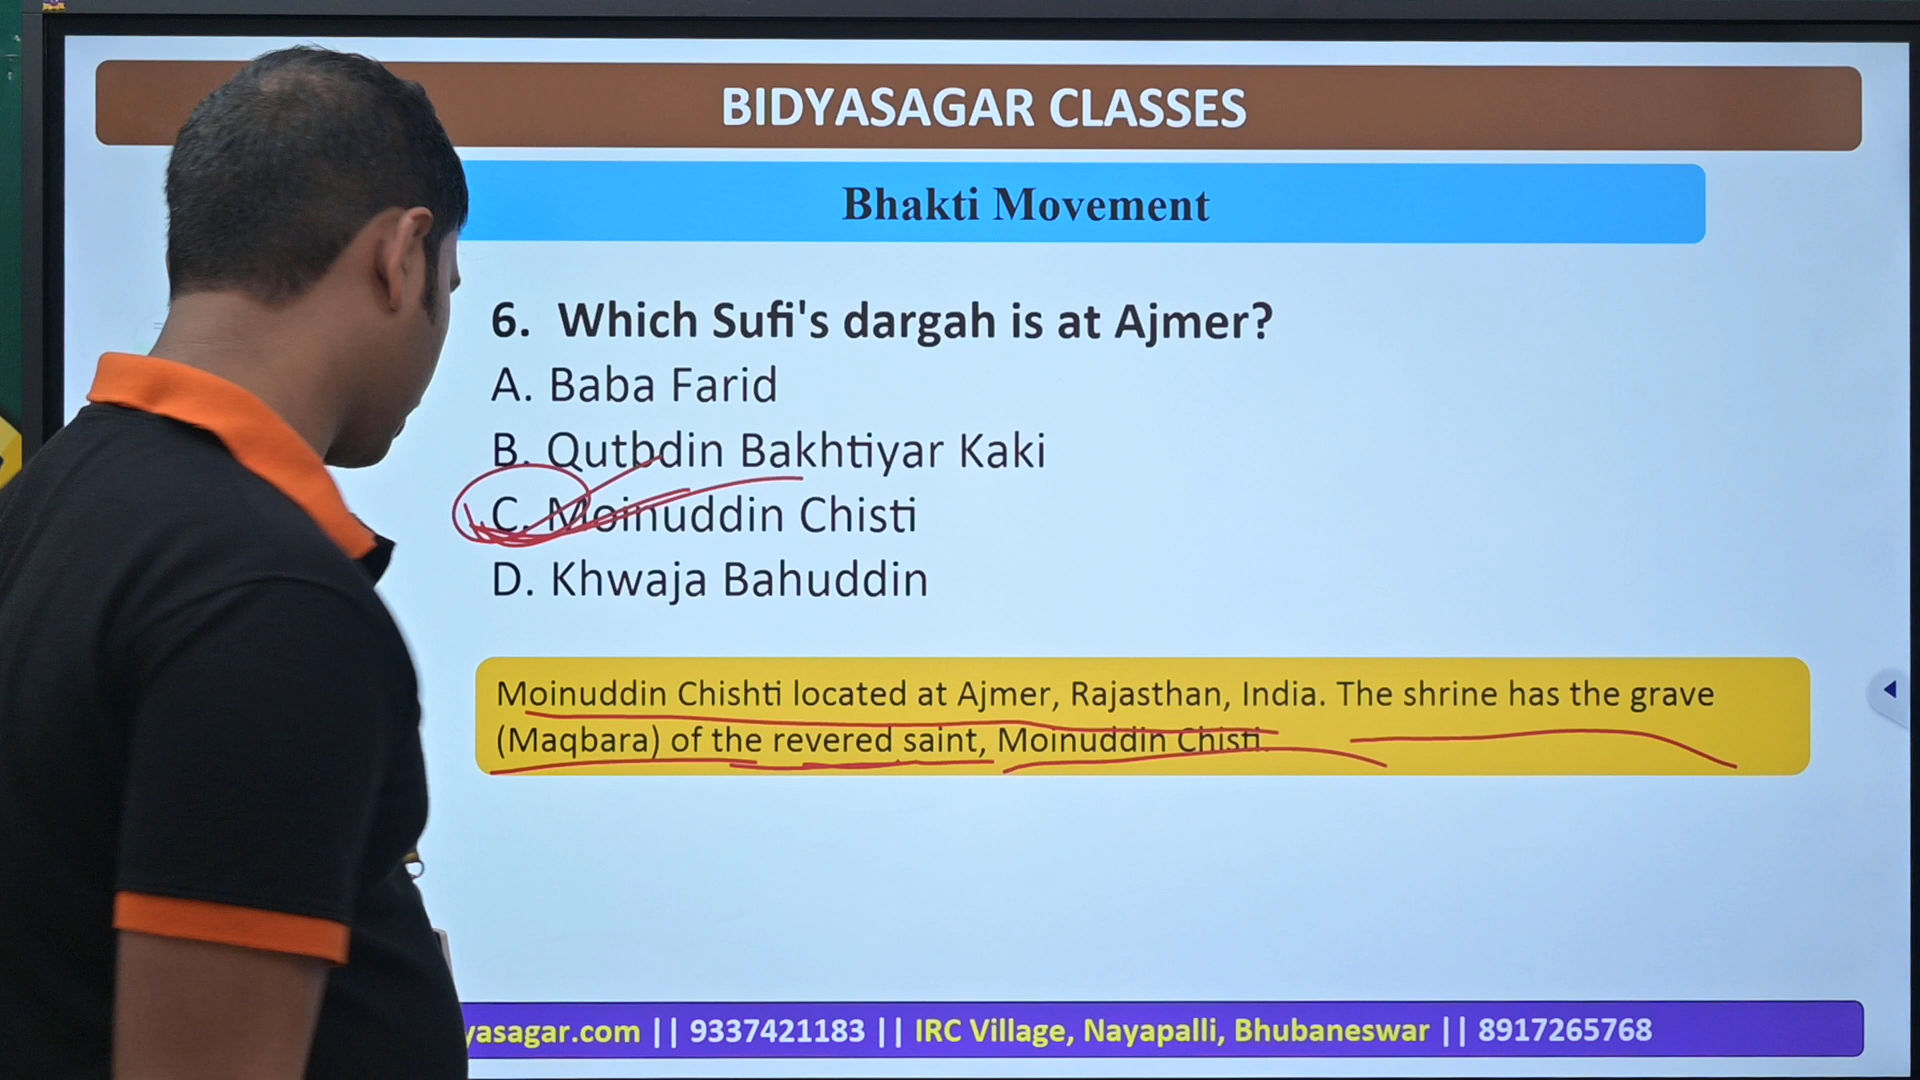 BIDYASAGAR CLASSES
Bhakti Movement
6. Which Sufi's dargah is at Ajmer?
A. Baba Farid
B. Qutbdin Bakhtiyar Kaki
C. Moinuddin Chisti
D. Khwaja Bahuddin
Moinuddin Chishti located at Ajmer, Rajasthan, India. The shrine has the grave
(Maqbara) of the revered saint, Moinuddin Chisti.
yasagar.com || 9337421183 || IRC Village, Nayapalli, Bhubaneswar || 8917265768